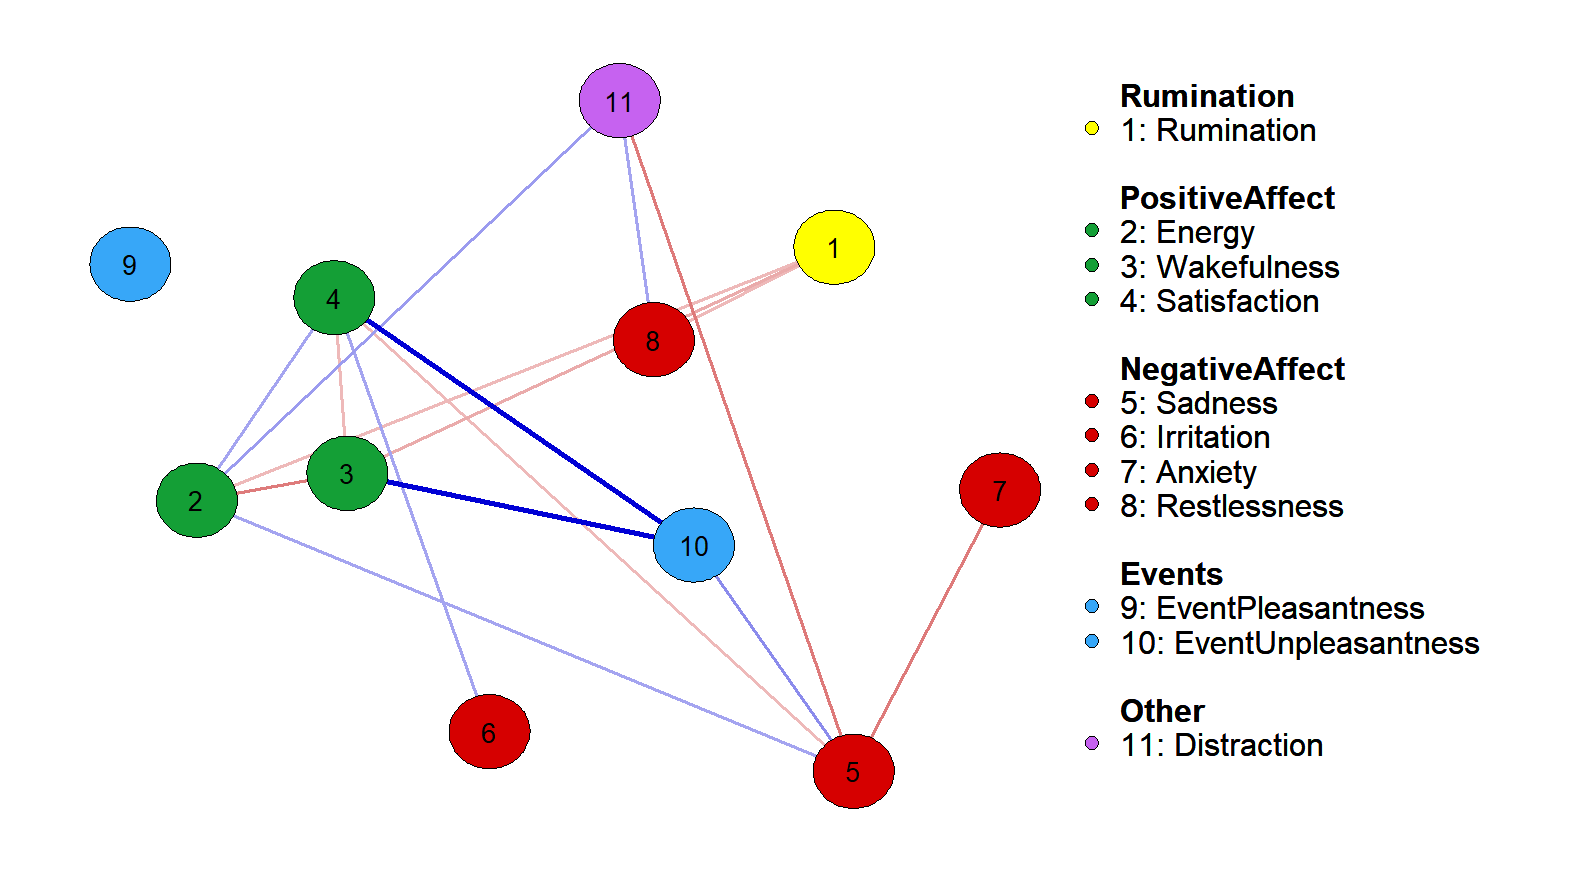 11
1
9
4
8
3
2
7
10
6
5
Rumination
1: Rumination
PositiveAffect
2: Energy
3: Wakefulness
4: Satisfaction
NegativeAffect
5: Sadness
6: Irritation
7: Anxiety
8: Restlessness
Events
9: EventPleasantness
10: EventUnpleasantness
Other
11: Distraction